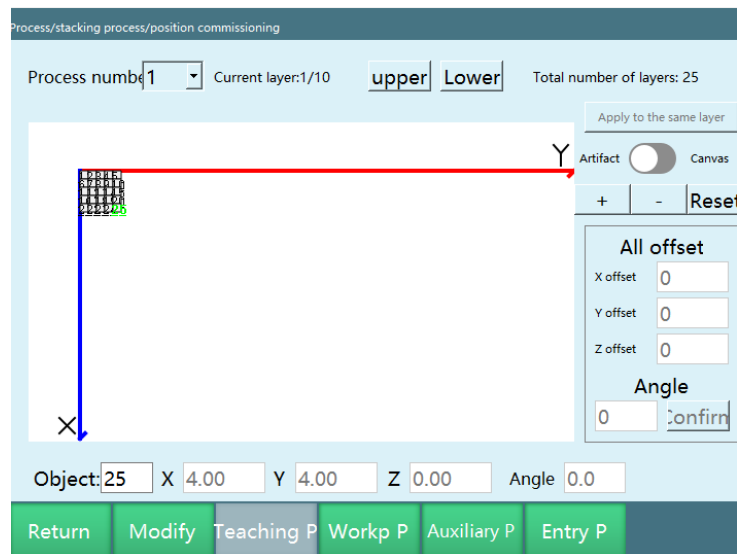 Process/stacking process/position commissioning
Process numbe 1 Current layer:1/10 upper Lower Total number of layers: 25
Apply to the same layer
Y Artifact Canvas
+ - Reset
All offset
X offset 0
Y offset 0
Z offset 0
Angle
0 Confirm
X
Object: 25 X 4.00 Y 4.00 Z 0.00 Angle 0.0
Return Modify Teaching P Workp P Auxiliary P Entry P